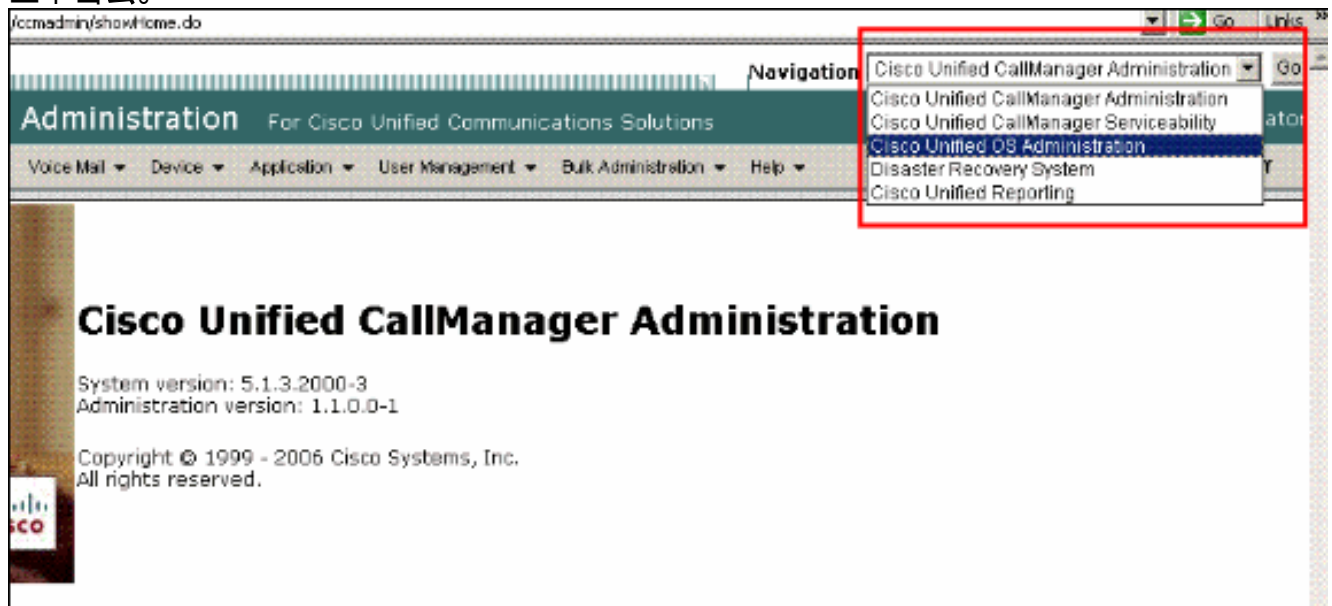 /ccmadmin/showHome.do
Go Links »
Navigation Cisco Unified CallManager Administration Go
Cisco Unified CallManager Administration
Cisco Unified CallManager Serviceability
Cisco Unified OS Administration
Disaster Recovery System
Cisco Unified Reporting
Administration For Cisco Unified Communications Solutions
ator
Voice Mail Device Application User Management Bulk Administration Help
Cisco Unified CallManager Administration
System version: 5.1.3.2000-3
Administration version: 1.1.0.0-1
Copyright © 1999 - 2006 Cisco Systems, Inc.
All rights reserved.
sco